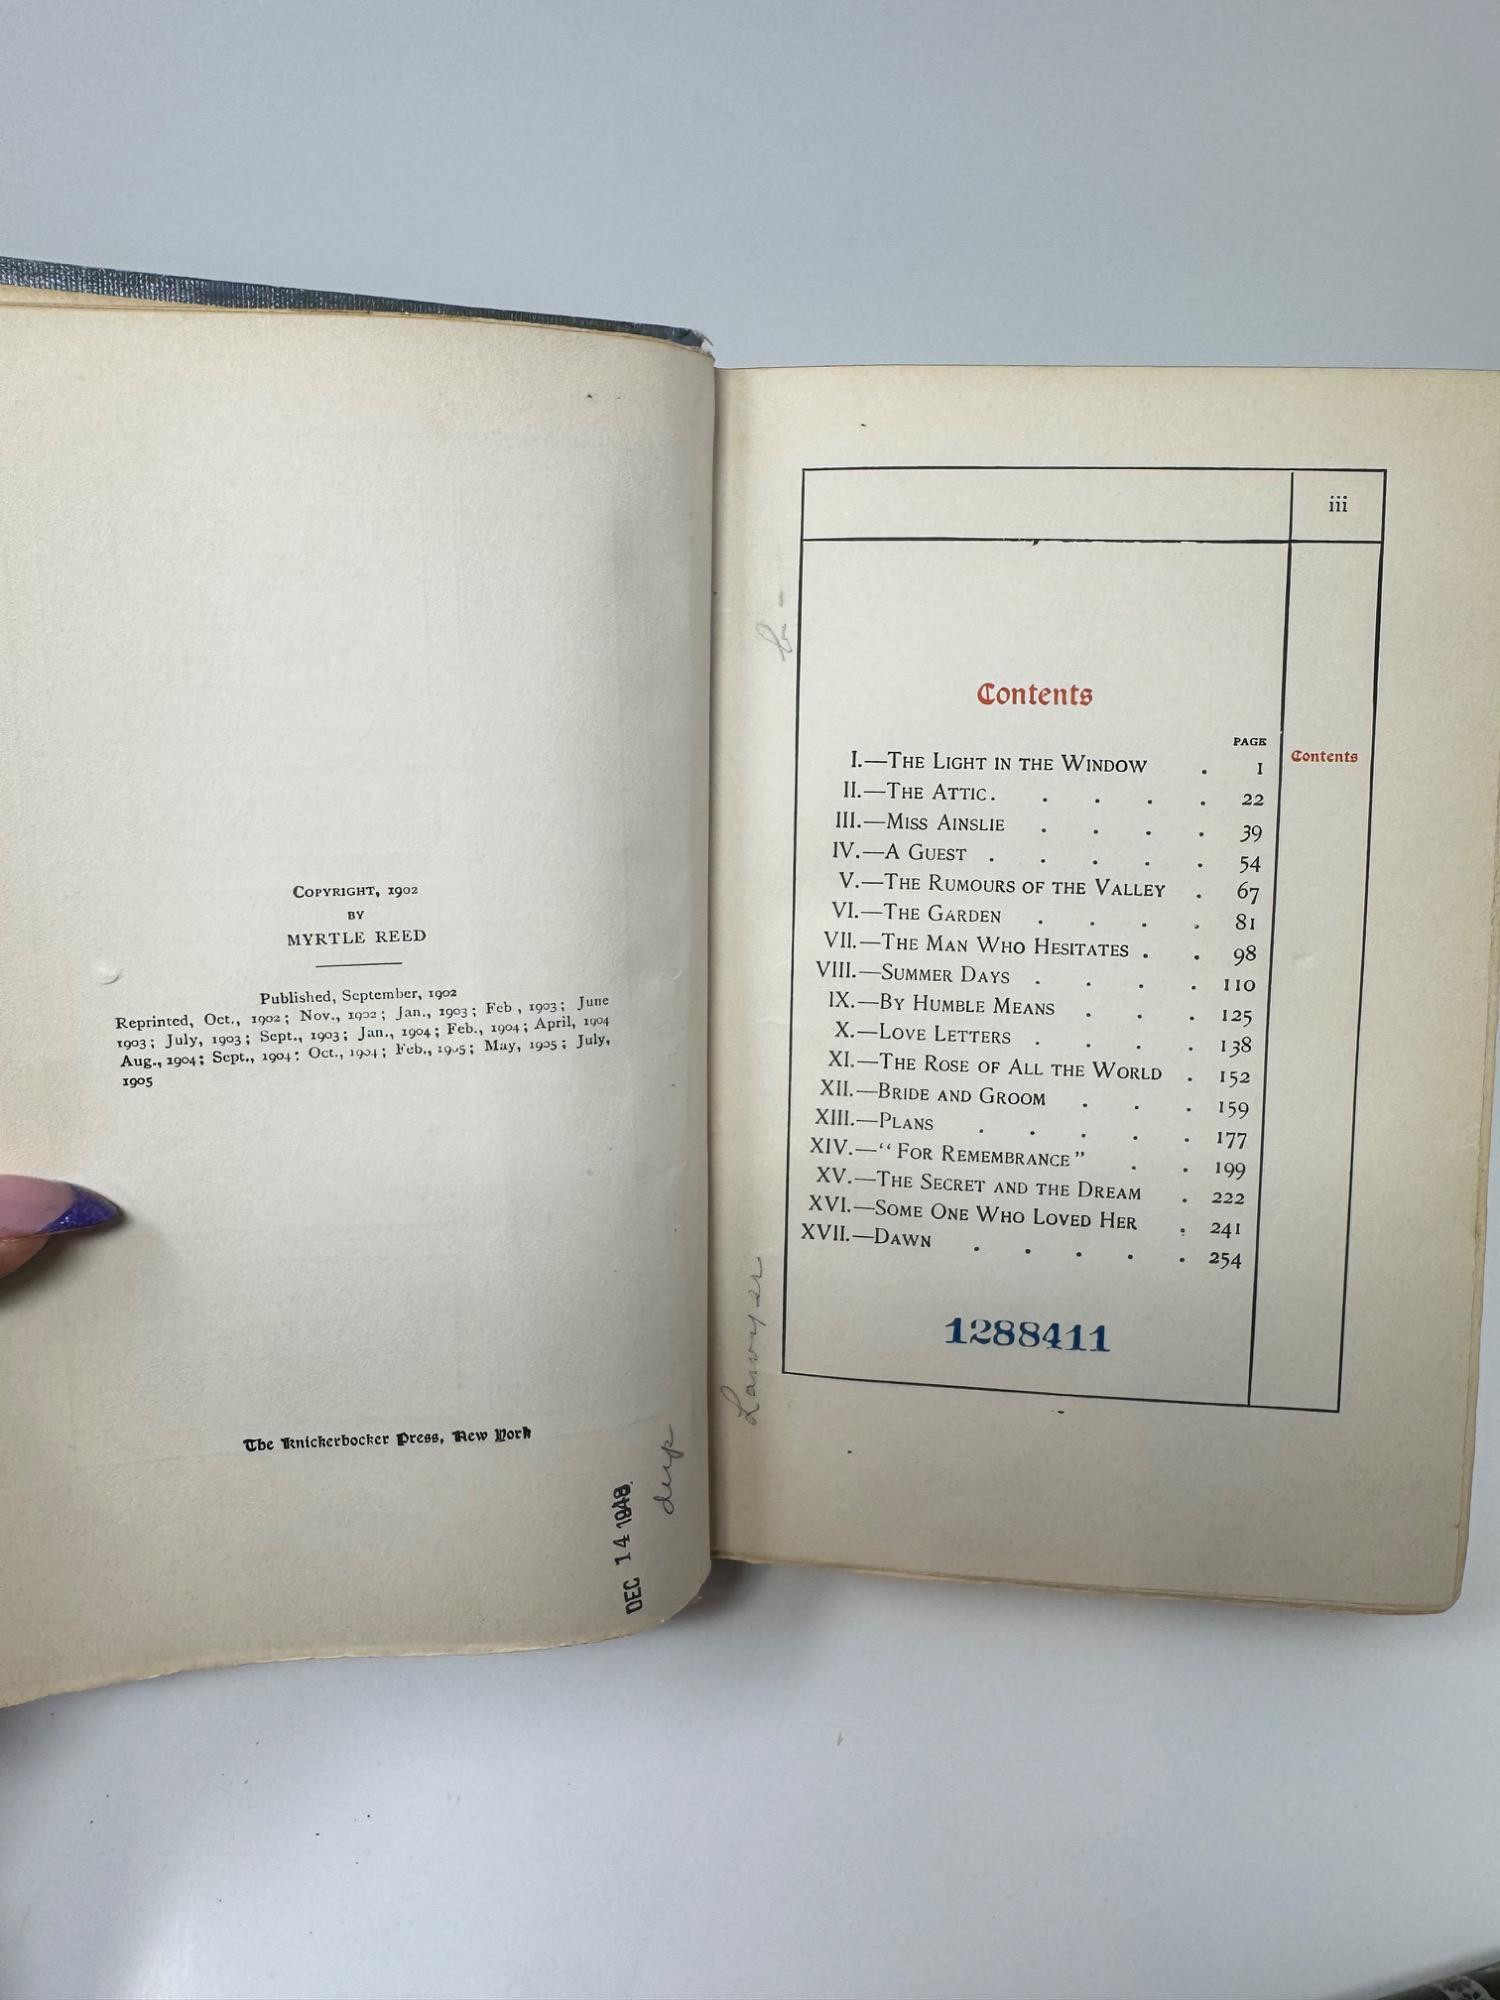 COPYRIGHT, 1902
BY
MYRTLE REED
Published, September, 1902
Reprinted, Oct., 1902; Nov., 1902; Jan., 1903; Feb, 1903; June
1903; July, 1903; Sept., 1903; Jan., 1904; Feb., 1904; April, 1904
Aug., 1904; Sept., 1904: Oct., 1904; Feb., 1905; May, 1905; July,
1905
The Knickerbocker Press, New York
DEC 14 1948
dup
iii
Contents
PAGE
Contents
I.—THE LIGHT IN THE WINDOW . 1
II.—THE ATTIC . . . . . 22
III.—MISS AINSLIE . . . . 39
IV.—A GUEST . . . . . 54
V.—THE RUMOURS OF THE VALLEY . 67
VI.—THE GARDEN . . . . 81
VII.—THE MAN WHO HESITATES . . 98
VIII.—SUMMER DAYS . . . . 110
IX.—BY HUMBLE MEANS . . . 125
X.—LOVE LETTERS . . . . 138
XI.—THE ROSE OF ALL THE WORLD . 152
XII.—BRIDE AND GROOM . . . 159
XIII.—PLANS . . . . . 177
XIV.—“FOR REMEMBRANCE” . . 199
XV.—THE SECRET AND THE DREAM . 222
XVI.—SOME ONE WHO LOVED HER . 241
XVII.—DAWN . . . . . 254
1288411